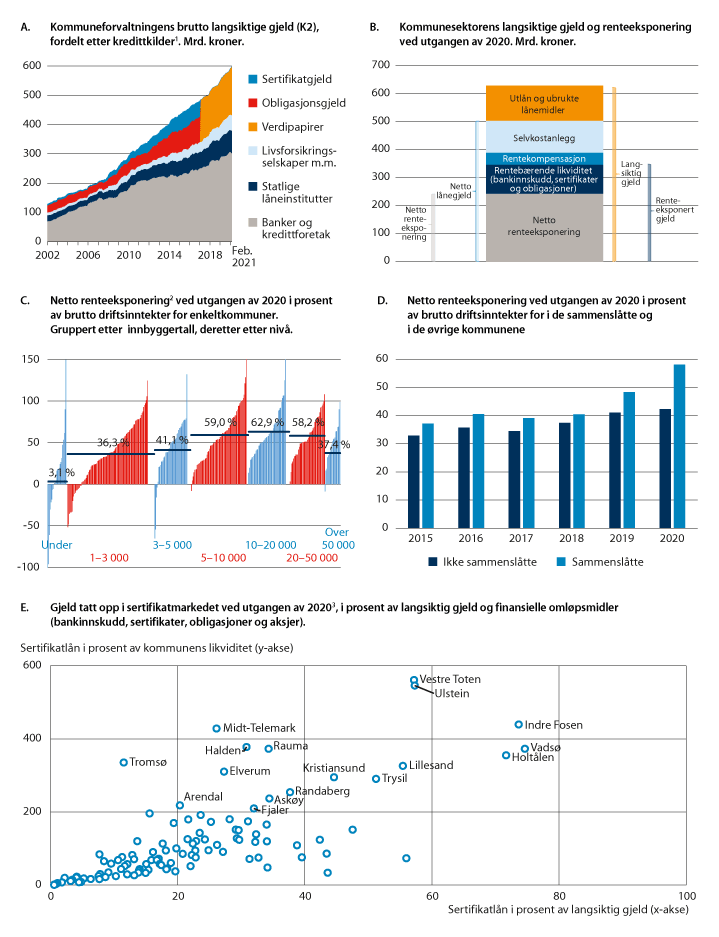 A. Kommuneforvaltningens brutto langsiktige gjeld (K2),
fordelt etter kredittkilder¹. Mrd. kroner.
600
500
400
300
200
100
0
2002 2006 2010 2014 2018 Feb.
2021
Sertifikatgjeld
Obligasjonsgjeld
Verdipapirer
Livsforsikrings-
selskaper m.m.
Statlige
låneinstitutter
Banker og
kredittforetak
B. Kommunesektorens langsiktige gjeld og renteeksponering
ved utgangen av 2020. Mrd. kroner.
700
600
500
400
300
200
100
0
Utlån og ubrukte
lånemidler
Selvkostanlegg
Rentekompensasjon
Rentebærende likviditet
(bankinnskudd, sertifikater
og obligasjoner)
Netto
renteeksponering
Netto
rente-
ekspo-
nering
Netto
lånegjeld
Lang-
siktig
gjeld
Rente-
eksponert
gjeld
C. Netto renteeksponering² ved utgangen av 2020 i prosent
av brutto driftsinntekter for enkeltkommuner.
Gruppert etter innbyggertall, deretter etter nivå.
150
100
50
0
-50
-100
3,1 %
36,3 %
41,1 %
59,0 %
62,9 %
58,2 %
37,4 %
Under
1–3 000
3–5 000
5–10 000
10–20 000
20–50 000
Over
50 000
D. Netto renteeksponering ved utgangen av 2020 i prosent
av brutto driftsinntekter for i de sammenslåtte og
i de øvrige kommunene
60
50
40
30
20
10
0
2015 2016 2017 2018 2019 2020
Ikke sammenslåtte Sammenslåtte
E. Gjeld tatt opp i sertifikatmarkedet ved utgangen av 2020³, i prosent av langsiktig gjeld og finansielle omløpsmidler
(bankinnskudd, sertifikater, obligasjoner og aksjer).
Sertifikatlån i prosent av kommunens likviditet (y-akse)
600
400
200
0
Vestre Toten
Ulstein
Midt-Telemark
Indre Fosen
Halden
Rauma
Vadsø
Holtålen
Tromsø
Elverum
Kristiansund
Lillesand
Trysil
Randaberg
Arendal
Askøy
Fjaler
0 20 40 60 80 100
Sertifikatlån i prosent av langsiktig gjeld (x-akse)